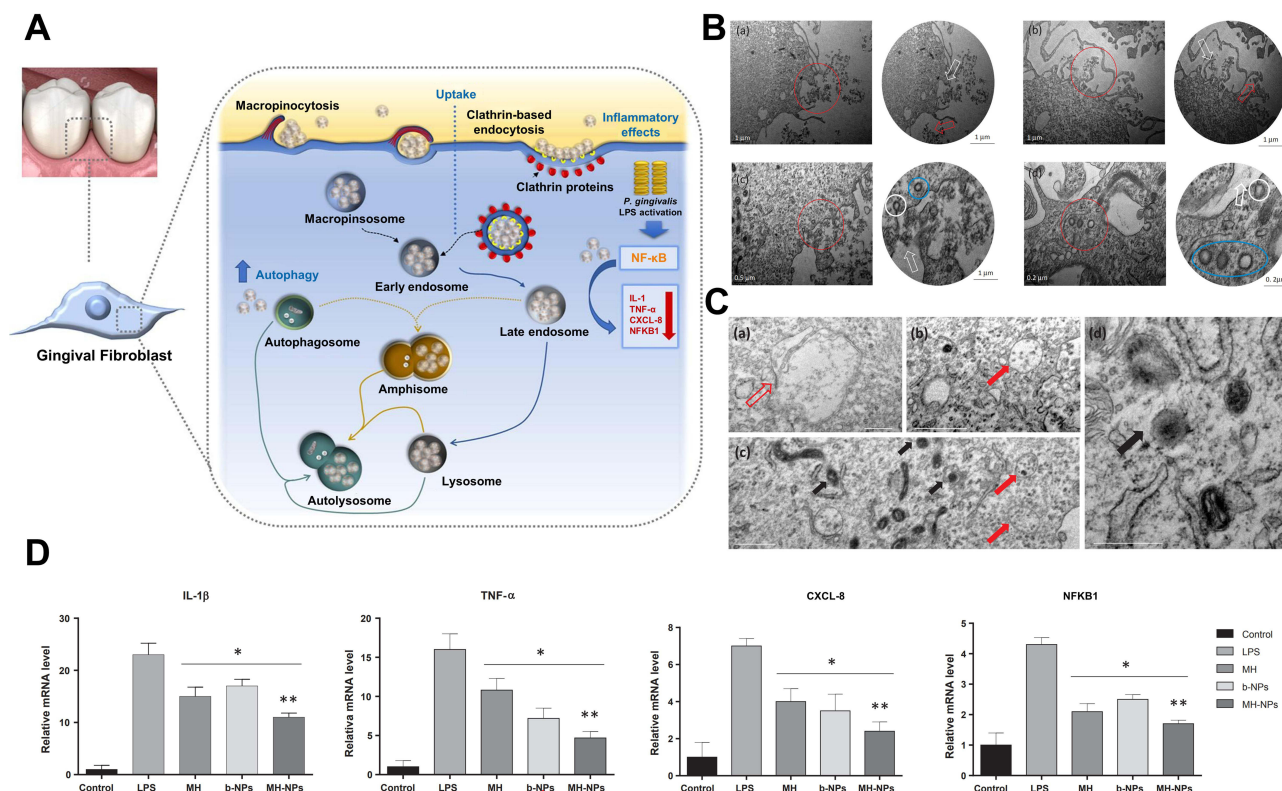 A
Macropinocytosis
Uptake
Clathrin-based
endocytosis
Inflammatory
effects
Clathrin proteins
P. gingivalis
LPS activation
Macropinsosome
NF-κB
Autophagy
Early endosome
IL-1
TNF-α
CXCL-8
NFKB1
Late endosome
Autophagosome
Gingival Fibroblast
Amphisome
Autolysosome
Lysosome
B
(a)
1 µm
1 µm
(b)
1 µm
1 µm
(c)
0.5 µm
1 µm
(d)
0.2 µm
0. 2µ
C
(a)
(b)
(c)
(d)
D
IL-1β
Relative mRNA level
30
20
10
0
*
**
Control LPS MH b-NPs MH-NPs
TNF-α
Relativa mRNA level
20
15
10
5
0
*
**
Control LPS MH b-NPs MH-NPs
CXCL-8
Relative mRNA level
8
6
4
2
0
*
**
Control LPS MH b-NPs MH-NPs
NFKB1
Relative mRNA level
5
4
3
2
1
0
*
**
Control LPS MH b-NPs MH-NPs
Control
LPS
MH
b-NPs
MH-NPs